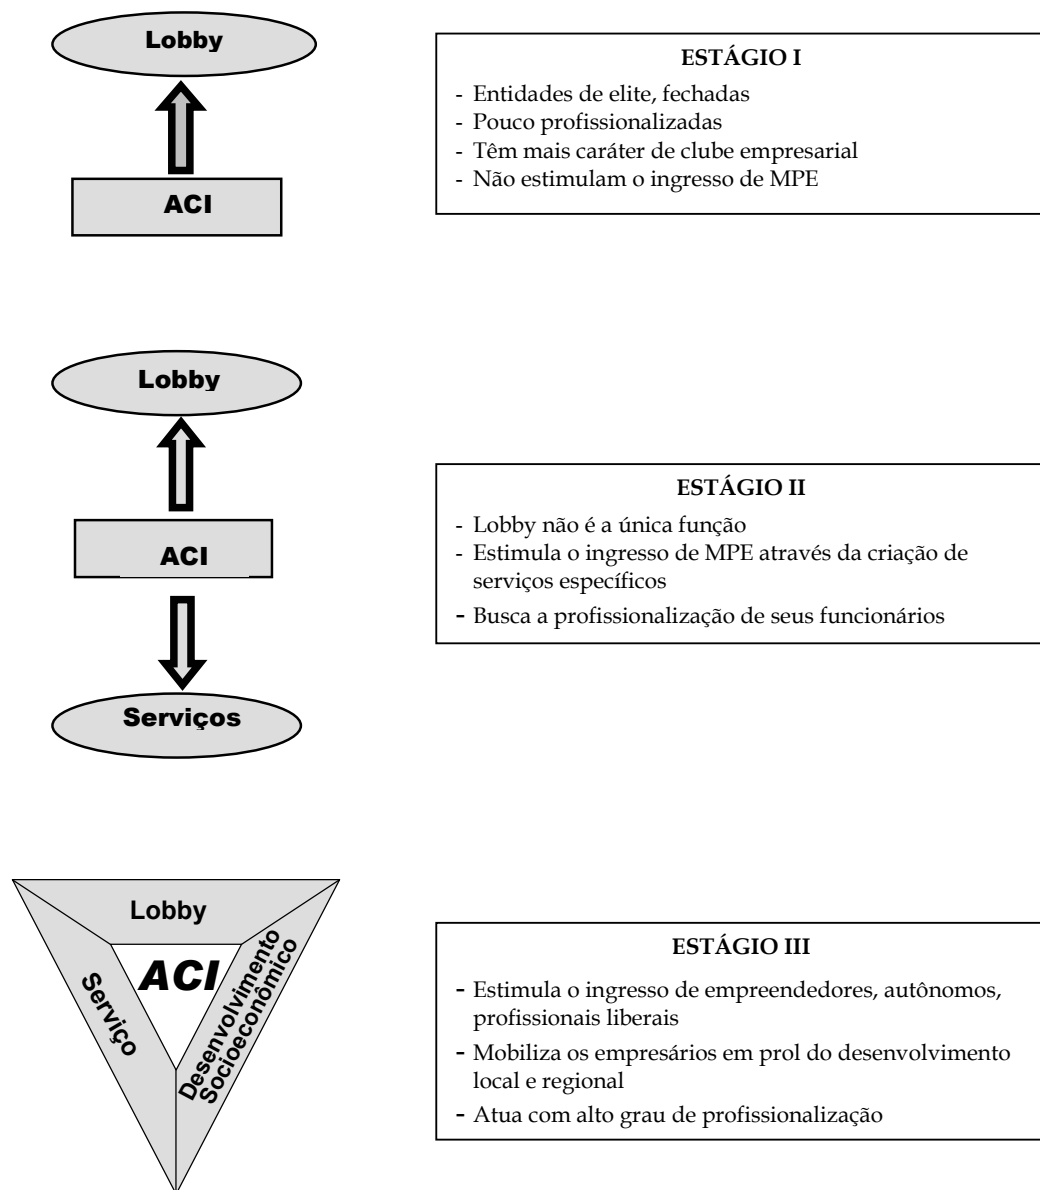 Lobby
ACI
ESTÁGIO I
- Entidades de elite, fechadas
- Pouco profissionalizadas
- Têm mais caráter de clube empresarial
- Não estimulam o ingresso de MPE
Lobby
ACI
Serviços
ESTÁGIO II
- Lobby não é a única função
- Estimula o ingresso de MPE através da criação de
serviços específicos
- Busca a profissionalização de seus funcionários
Lobby
ACI
Serviço
Desenvolvimento
Socioeconômico
ESTÁGIO III
- Estimula o ingresso de empreendedores, autônomos,
profissionais liberais
- Mobiliza os empresários em prol do desenvolvimento
local e regional
- Atua com alto grau de profissionalização